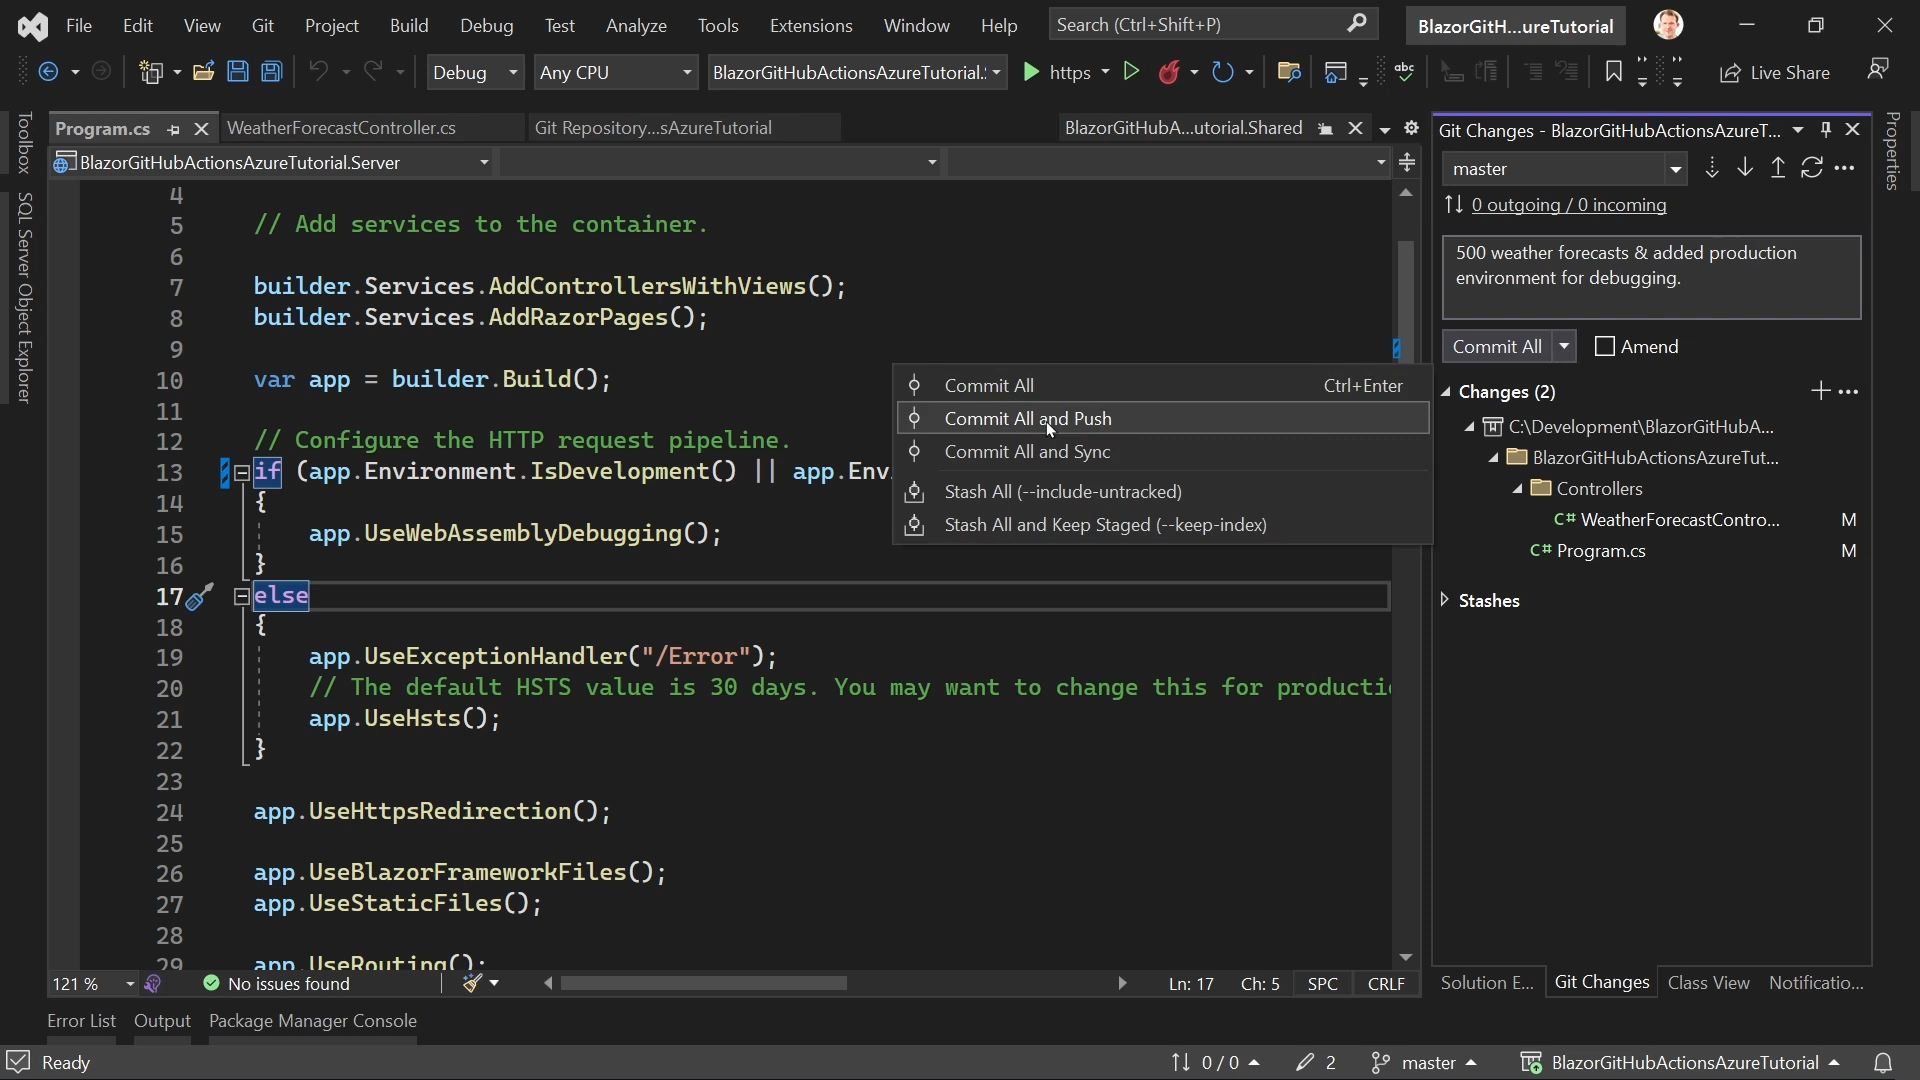 File Edit View Git Project Build Debug Test Analyze Tools Extensions Window Help Search (Ctrl+Shift+P) BlazorGitH...ureTutorial
Debug Any CPU BlazorGitHubActionsAzureTutorial. https Live Share
Toolbox
SQL Server Object Explorer
Program.cs WeatherForecastController.cs Git Repository...sAzureTutorial BlazorGitHubA...utorial.Shared
BlazorGitHubActionsAzureTutorial.Server
4
5 // Add services to the container.
6
7 builder.Services.AddControllersWithViews();
8 builder.Services.AddRazorPages();
9
10 var app = builder.Build();
11
12 // Configure the HTTP request pipeline.
13 if (app.Environment.IsDevelopment() || app.Env
14 {
15 app.UseWebAssemblyDebugging();
16 }
17 else
18 {
19 app.UseExceptionHandler("/Error");
20 // The default HSTS value is 30 days. You may want to change this for producti
21 app.UseHsts();
22 }
23
24 app.UseHttpsRedirection();
25
26 app.UseBlazorFrameworkFiles();
27 app.UseStaticFiles();
28
29 app.UseRouting();
Commit All Ctrl+Enter
Commit All and Push
Commit All and Sync
Stash All (--include-untracked)
Stash All and Keep Staged (--keep-index)
Git Changes - BlazorGitHubActionsAzureT...
master
0 outgoing / 0 incoming
500 weather forecasts & added production
environment for debugging.
Commit All Amend
Changes (2)
C:\Development\BlazorGitHubA...
BlazorGitHubActionsAzureTut...
Controllers
C# WeatherForecastContro... M
C# Program.cs M
Stashes
Properties
121 % No issues found Ln: 17 Ch: 5 SPC CRLF
Solution E... Git Changes Class View Notificatio...
Error List Output Package Manager Console
Ready 0 / 0 2 master BlazorGitHubActionsAzureTutorial